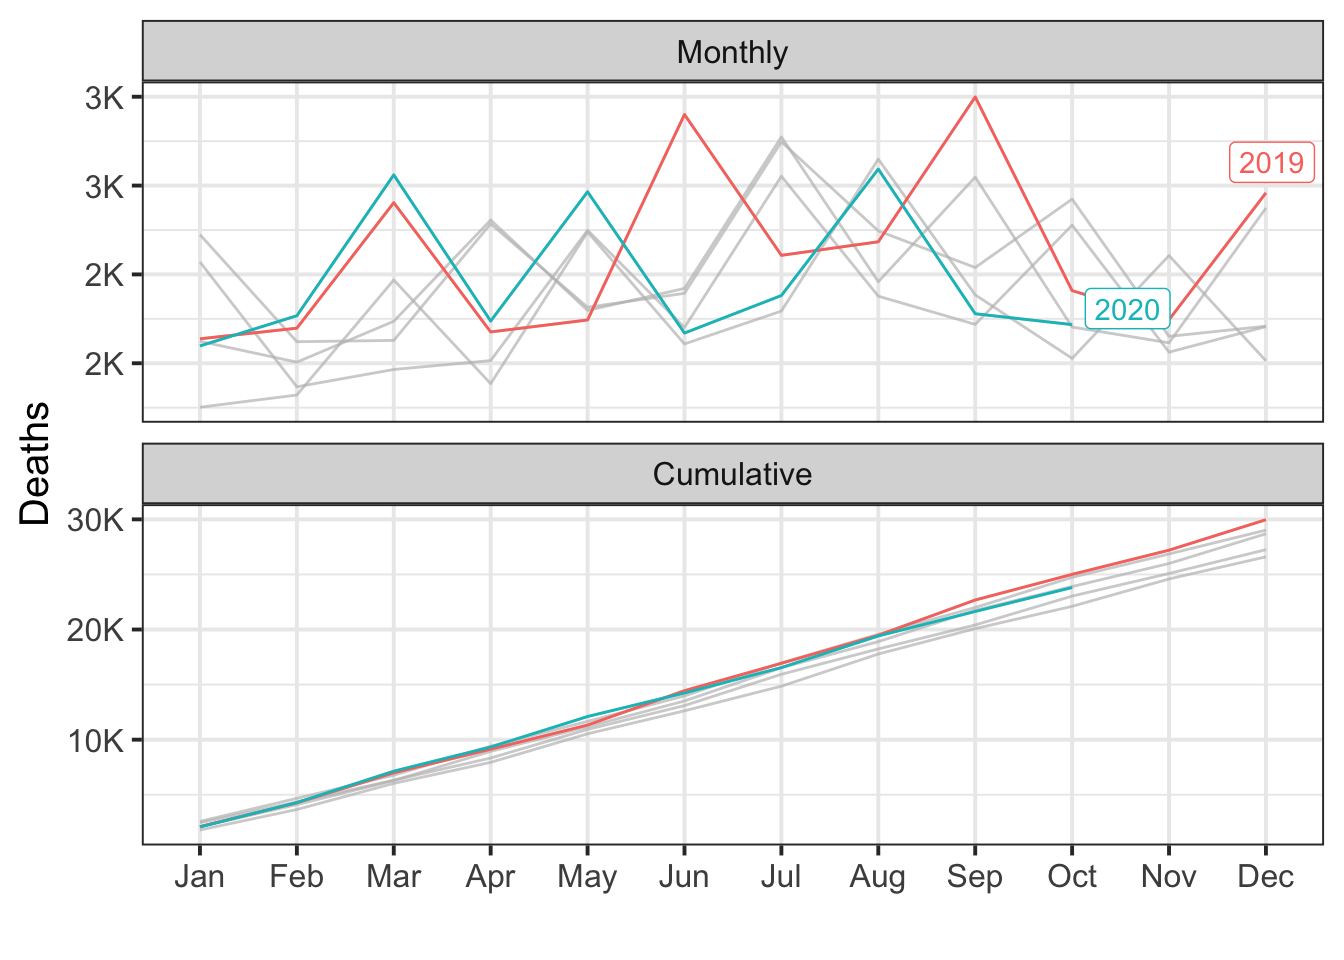 Monthly
3K
3K
2K
2K
2019
2020
Deaths
Cumulative
30K
20K
10K
Jan Feb Mar Apr May Jun Jul Aug Sep Oct Nov Dec